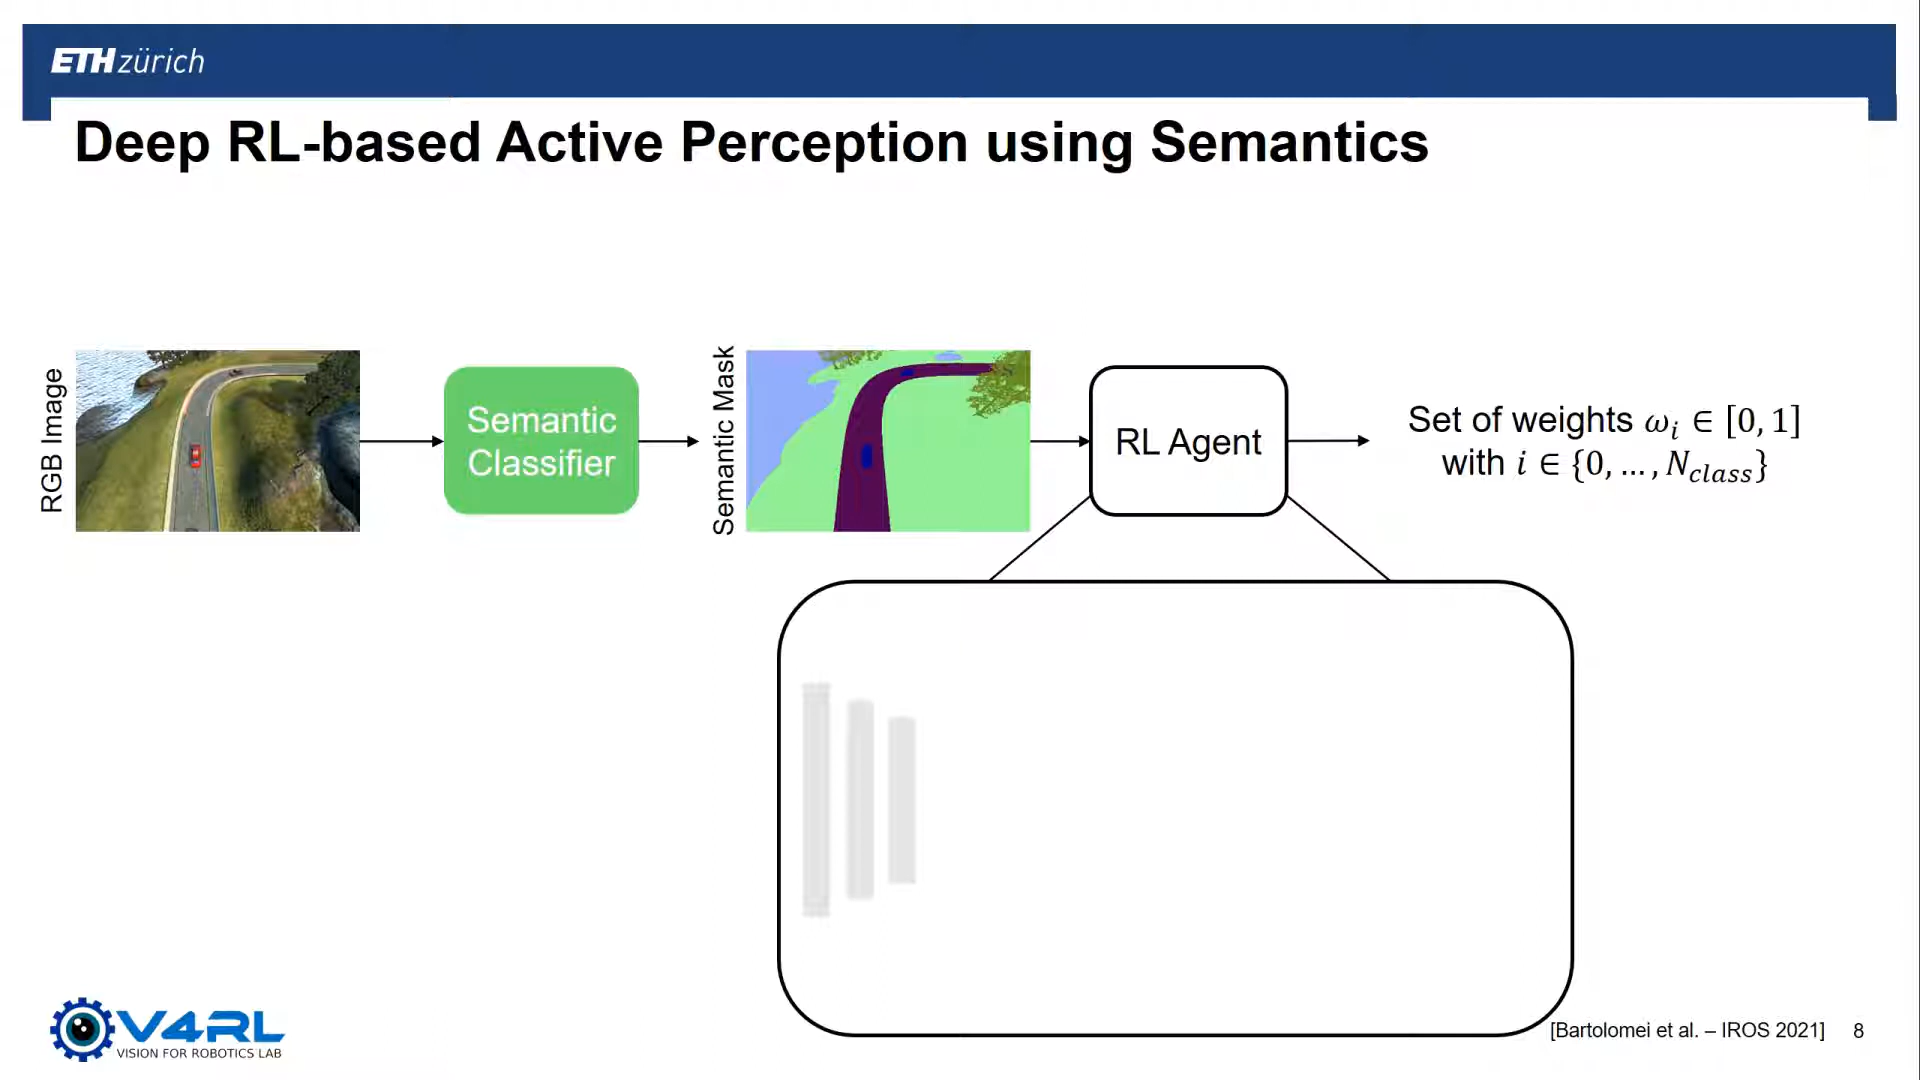 ETH zürich
Deep RL-based Active Perception using Semantics
RGB Image
Semantic
Classifier
Semantic Mask
RL Agent
Set of weights ωᵢ ∈ [0, 1]
with i ∈ {0, … , N_class}
V4RL
VISION FOR ROBOTICS LAB
[Bartolomei et al. – IROS 2021]
8